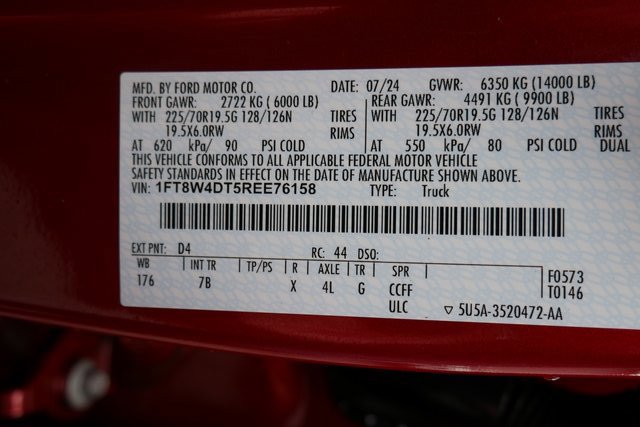 MFD. BY FORD MOTOR CO. DATE: 07/24 GVWR: 6350 KG (14000 LB)
FRONT GAWR: 2722 KG ( 6000 LB) REAR GAWR: 4491 KG ( 9900 LB)
WITH 225/70R19.5G 128/126N TIRES WITH 225/70R19.5G 128/126N TIRES
19.5X6.0RW RIMS 19.5X6.0RW RIMS
AT 620 kPa/ 90 PSI COLD AT 550 kPa/ 80 PSI COLD DUAL
THIS VEHICLE CONFORMS TO ALL APPLICABLE FEDERAL MOTOR VEHICLE
SAFETY STANDARDS IN EFFECT ON THE DATE OF MANUFACTURE SHOWN ABOVE.
VIN: 1FT8W4DT5REE76158 TYPE: Truck
EXT PNT: D4 RC: 44 DSO:
WB INT TR TP/PS R AXLE TR SPR F0573
176 7B X 4L G CCFF T0146
ULC 5U5A-3520472-AA